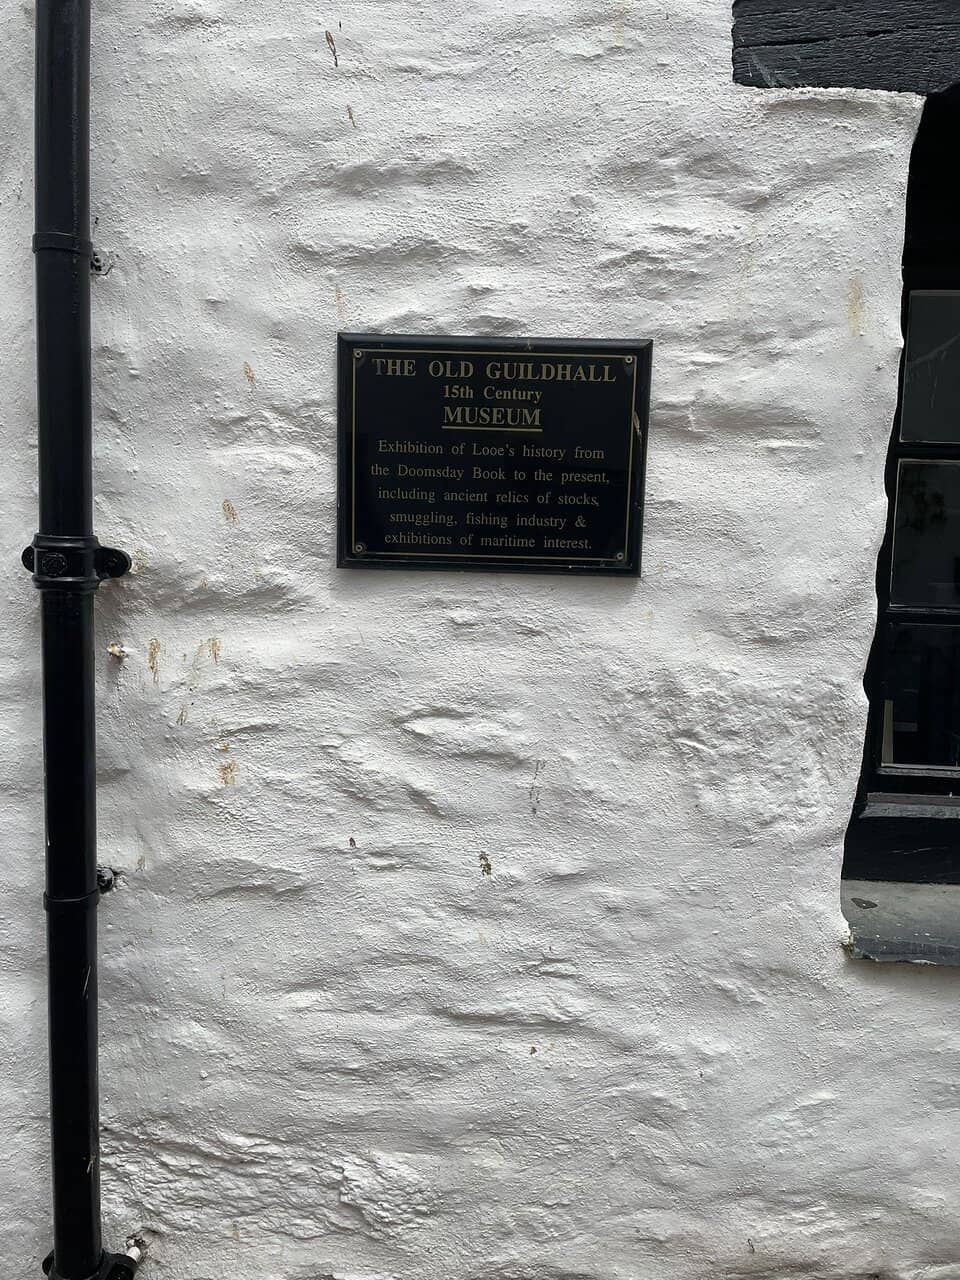 THE OLD GUILDHALL
15th Century
MUSEUM
Exhibition of Looe's history from
the Doomsday Book to the present,
including ancient relics of stocks,
smuggling, fishing industry &
exhibitions of maritime interest.